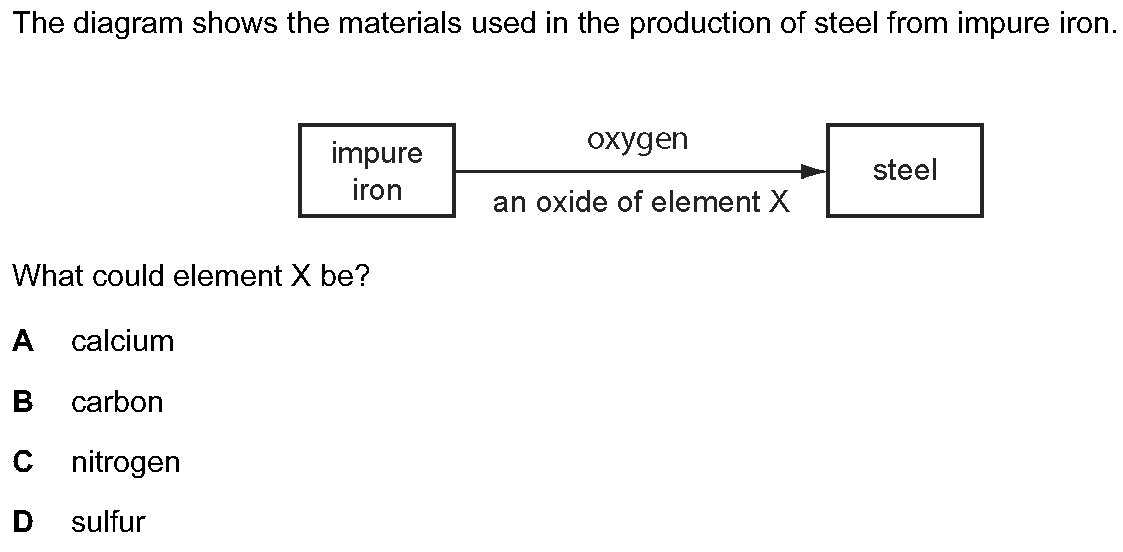 The diagram shows the materials used in the production of steel from impure iron.
impure
iron
oxygen
an oxide of element X
steel
What could element X be?
A calcium
B carbon
C nitrogen
D sulfur